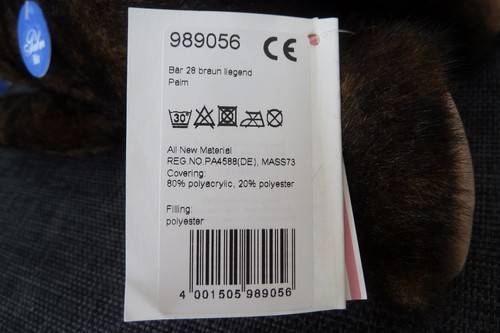 989056 CE
Bär 28 braun liegend
Palm
30
All New Material
REG.NO.PA4588(DE), MASS73
Covering:
80% polyacrylic, 20% polyester
Filling:
polyester
4 001505 989056